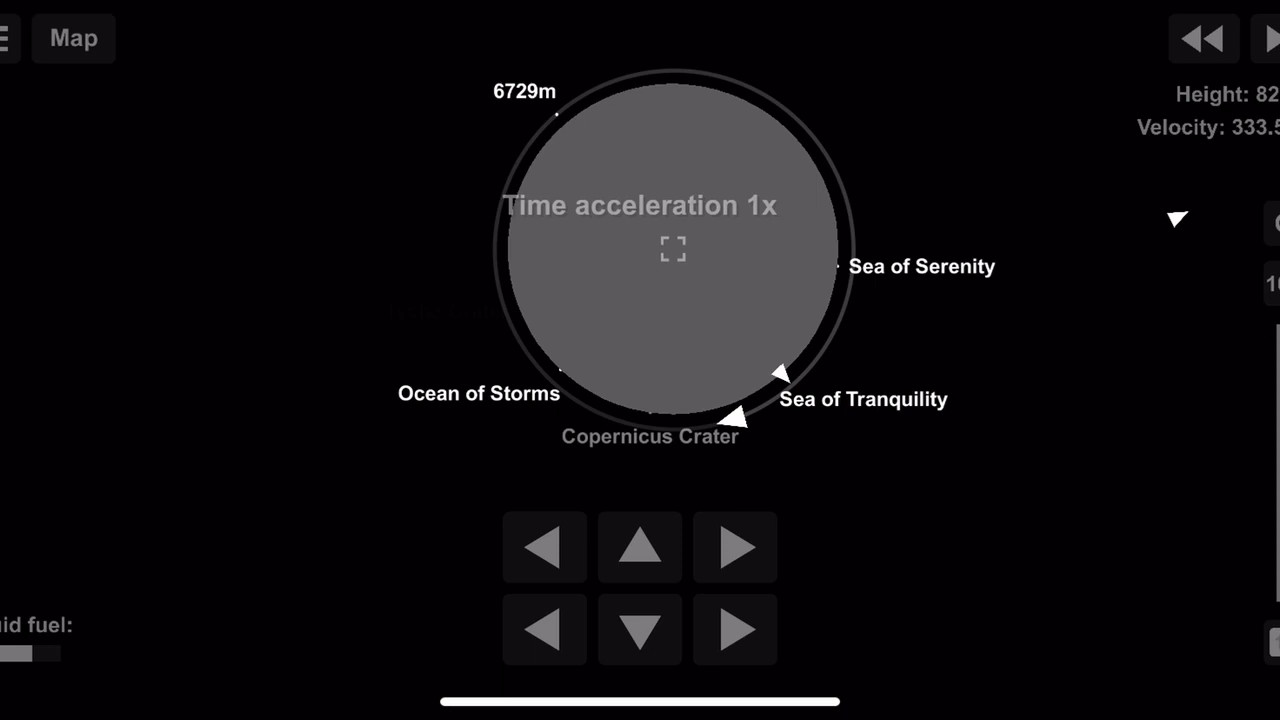 Map
6729m
Height: 82
Velocity: 333.5
Time acceleration 1x
Sea of Serenity
Ocean of Storms
Sea of Tranquility
Copernicus Crater
uid fuel: